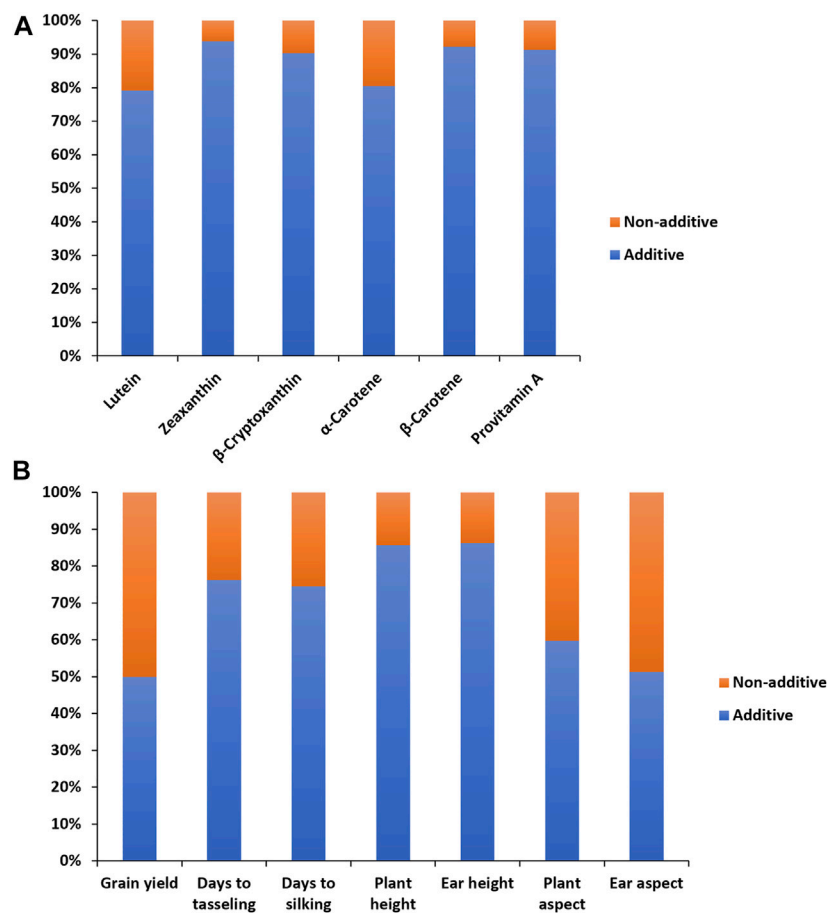 A
100%
90%
80%
70%
60%
50%
40%
30%
20%
10%
0%
Lutein
Zeaxanthin
β-Cryptoxanthin
α-Carotene
β-Carotene
Provitamin A
Non-additive
Additive
B
100%
90%
80%
70%
60%
50%
40%
30%
20%
10%
0%
Grain yield
Days to
tasseling
Days to
silking
Plant
height
Ear height
Plant
aspect
Ear aspect
Non-additive
Additive